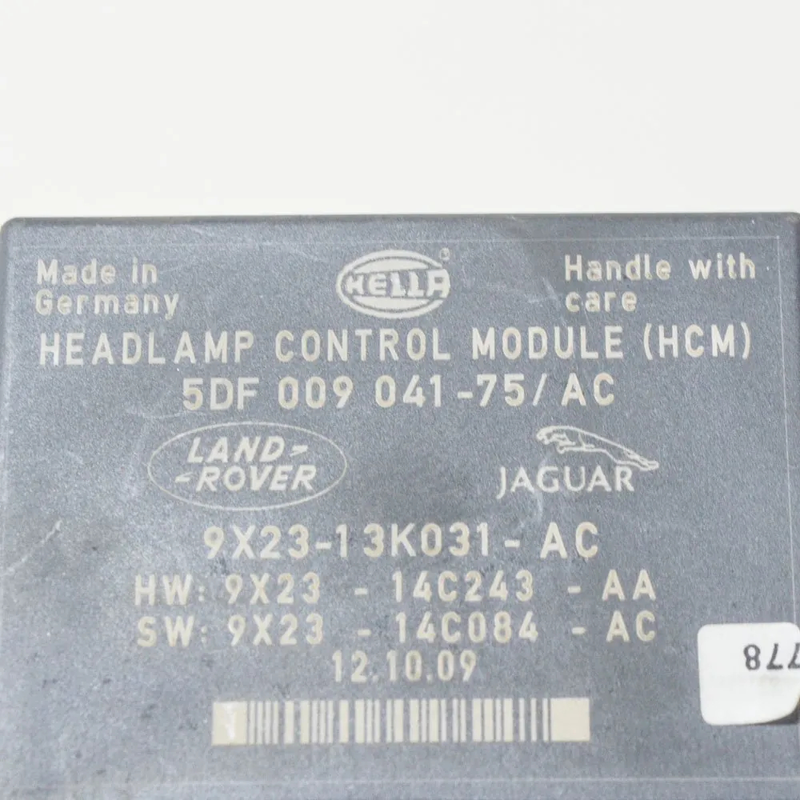 Made in
Germany
HELLA
®
Handle with
care
HEADLAMP CONTROL MODULE (HCM)
5DF 009 041-75/AC
LAND-
-ROVER
JAGUAR
9X23-13K031-AC
HW: 9X23 - 14C243 - AA
SW: 9X23 - 14C084 - AC
12.10.09